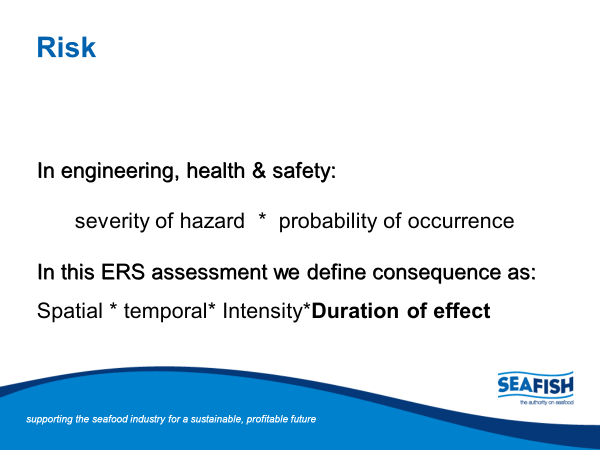 Risk
In engineering, health & safety:
severity of hazard * probability of occurrence
In this ERS assessment we define consequence as:
Spatial * temporal* Intensity*Duration of effect
SEAFISH
the authority on seafood
supporting the seafood industry for a sustainable, profitable future